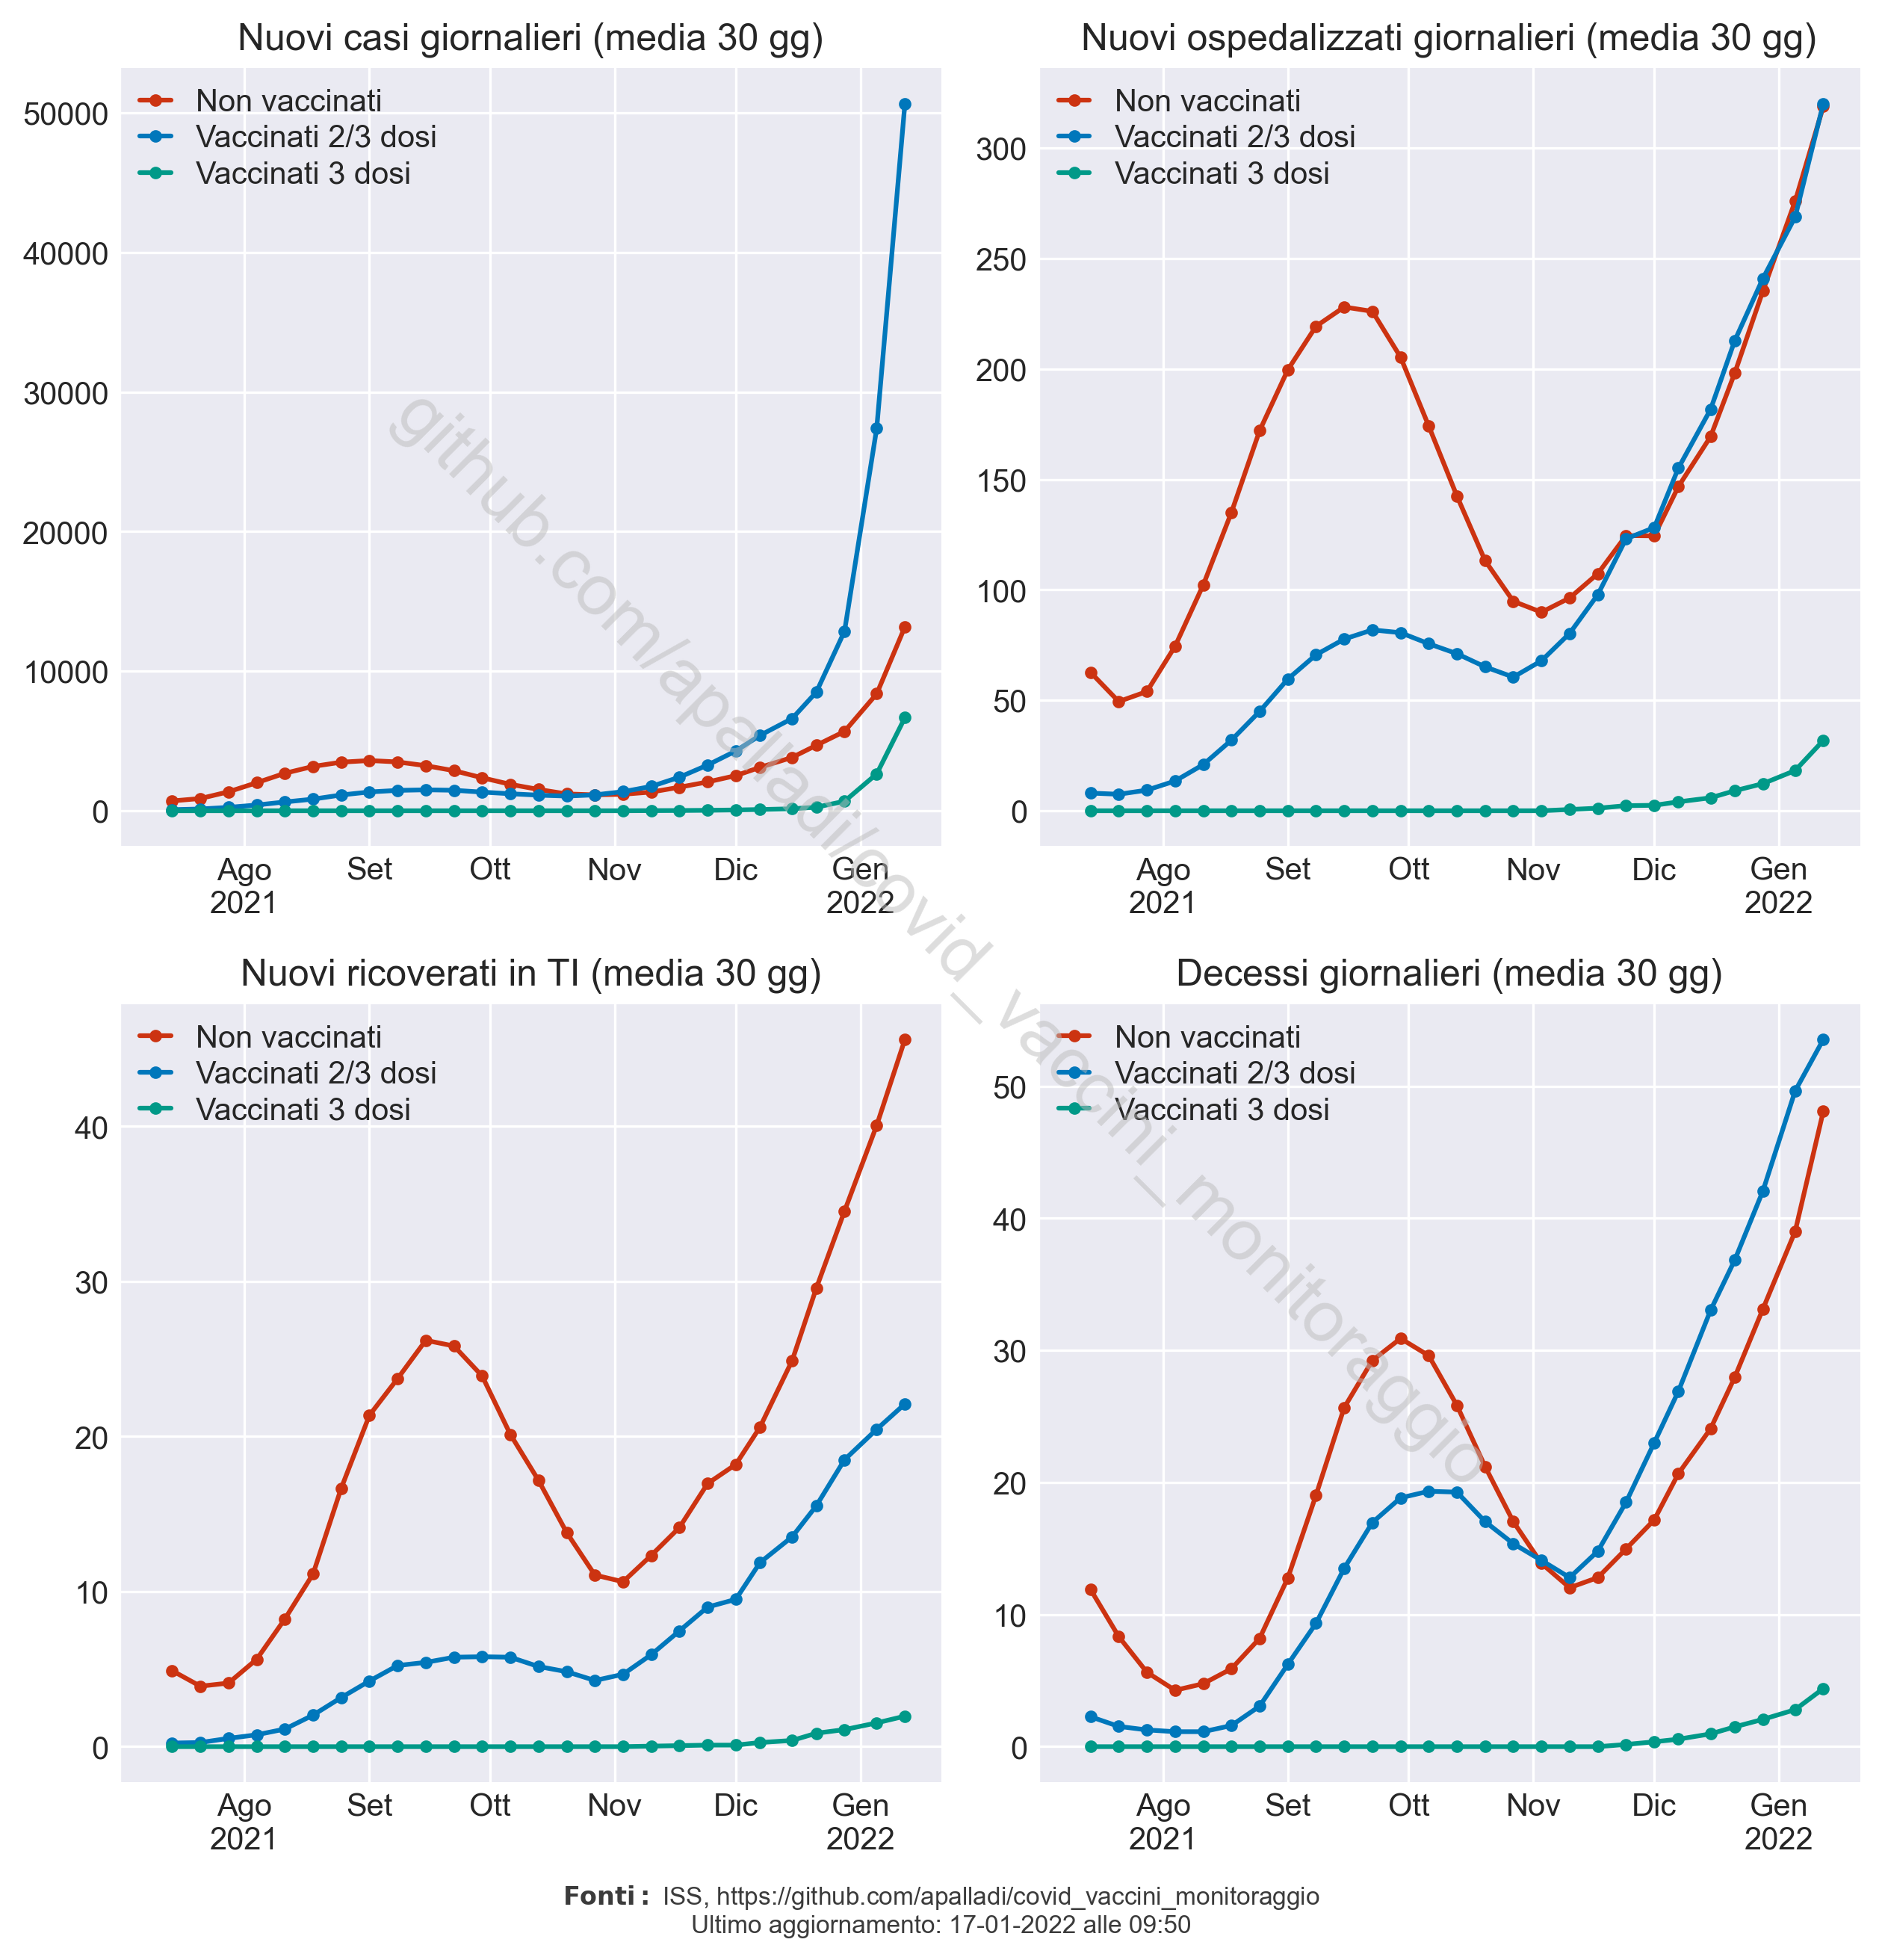 Nuovi casi giornalieri (media 30 gg)
Non vaccinati
Vaccinati 2/3 dosi
Vaccinati 3 dosi
50000
40000
30000
20000
10000
0
Ago
2021
Set
Ott
Nov
Dic
Gen
2022
Nuovi ospedalizzati giornalieri (media 30 gg)
Non vaccinati
Vaccinati 2/3 dosi
Vaccinati 3 dosi
300
250
200
150
100
50
0
Ago
2021
Set
Ott
Nov
Dic
Gen
2022
Nuovi ricoverati in TI (media 30 gg)
Non vaccinati
Vaccinati 2/3 dosi
Vaccinati 3 dosi
40
30
20
10
0
Ago
2021
Set
Ott
Nov
Dic
Gen
2022
Decessi giornalieri (media 30 gg)
Non vaccinati
Vaccinati 2/3 dosi
Vaccinati 3 dosi
50
40
30
20
10
0
Ago
2021
Set
Ott
Nov
Dic
Gen
2022
github.com/apalladi/covid_vaccini_monitoraggio
Fonti: ISS, https://github.com/apalladi/covid_vaccini_monitoraggio
Ultimo aggiornamento: 17-01-2022 alle 09:50